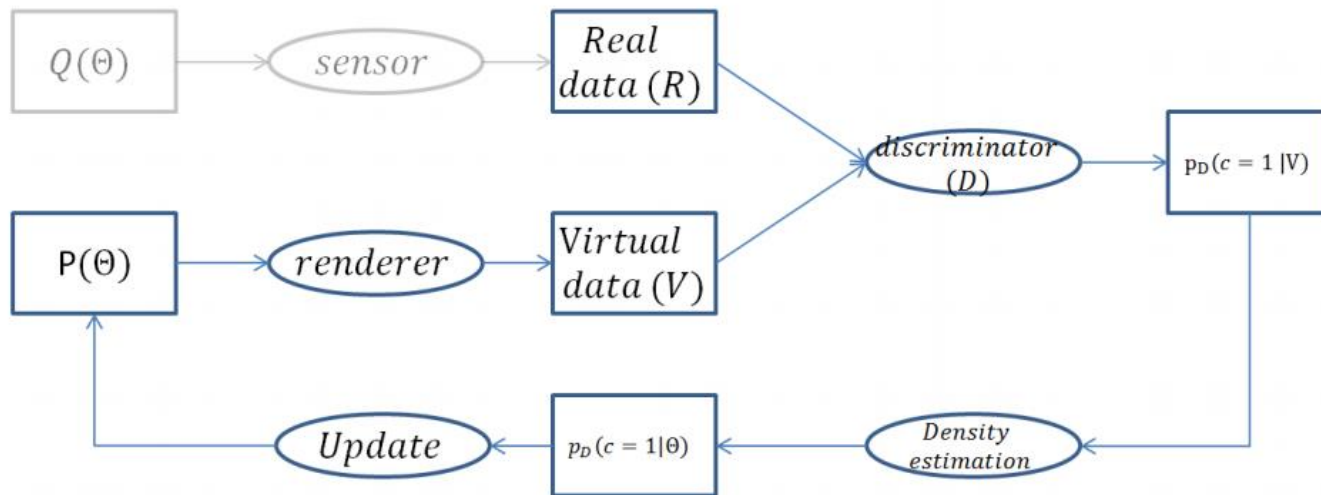 Q(Θ)
sensor
Real
data (R)
discriminator
(D)
p_D(c = 1 |V)
P(Θ)
renderer
Virtual
data (V)
Update
p_D(c = 1|Θ)
Density
estimation